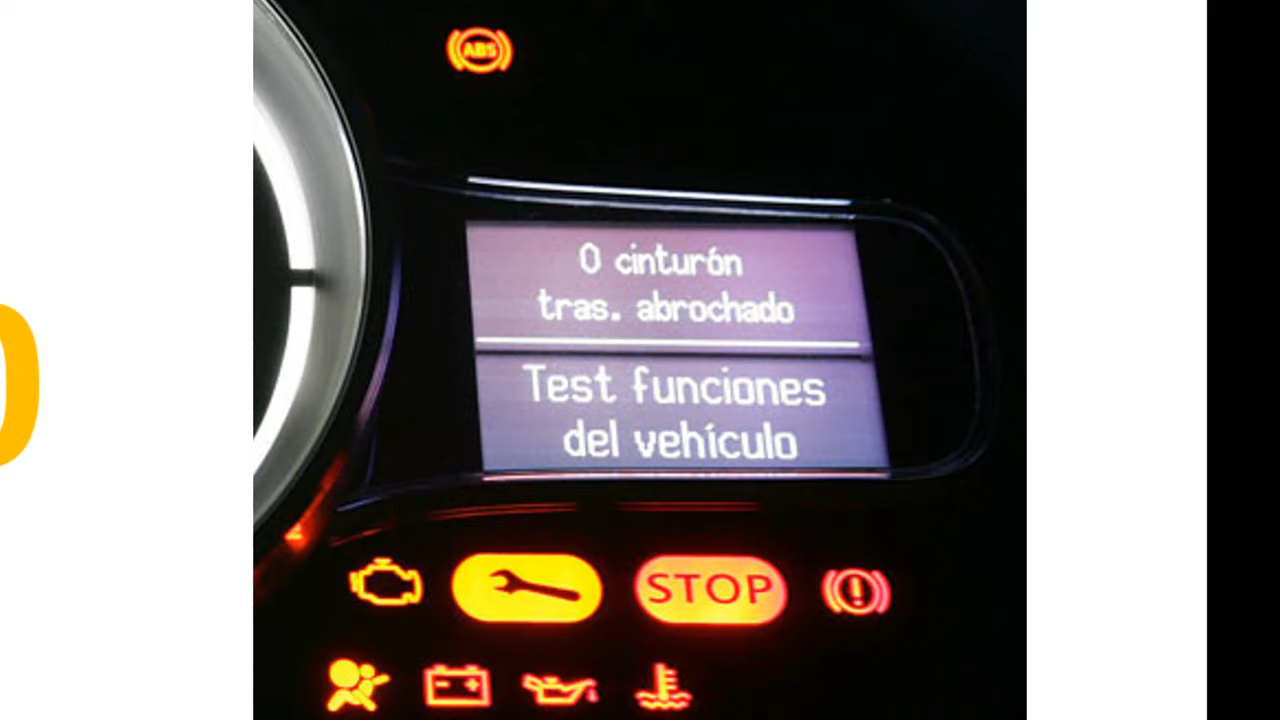 ABS
0 cinturón
tras. abrochado
Test funciones
del vehículo
STOP